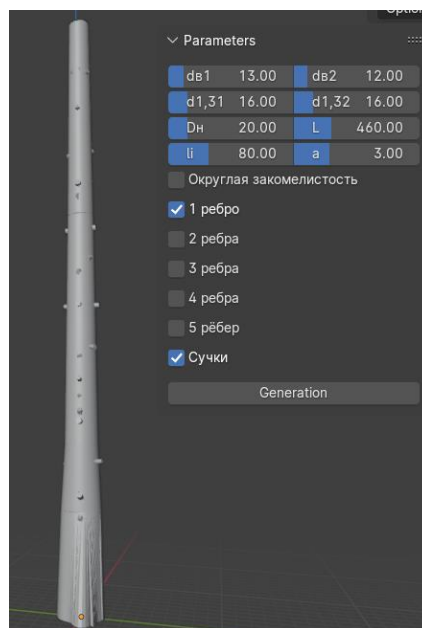 Parameters
dв1 13.00 dв2 12.00
d1,31 16.00 d1,32 16.00
Dн 20.00 L 460.00
li 80.00 a 3.00
Округлая закомелистость
1 ребро
2 ребра
3 ребра
4 ребра
5 рёбер
Сучки
Generation